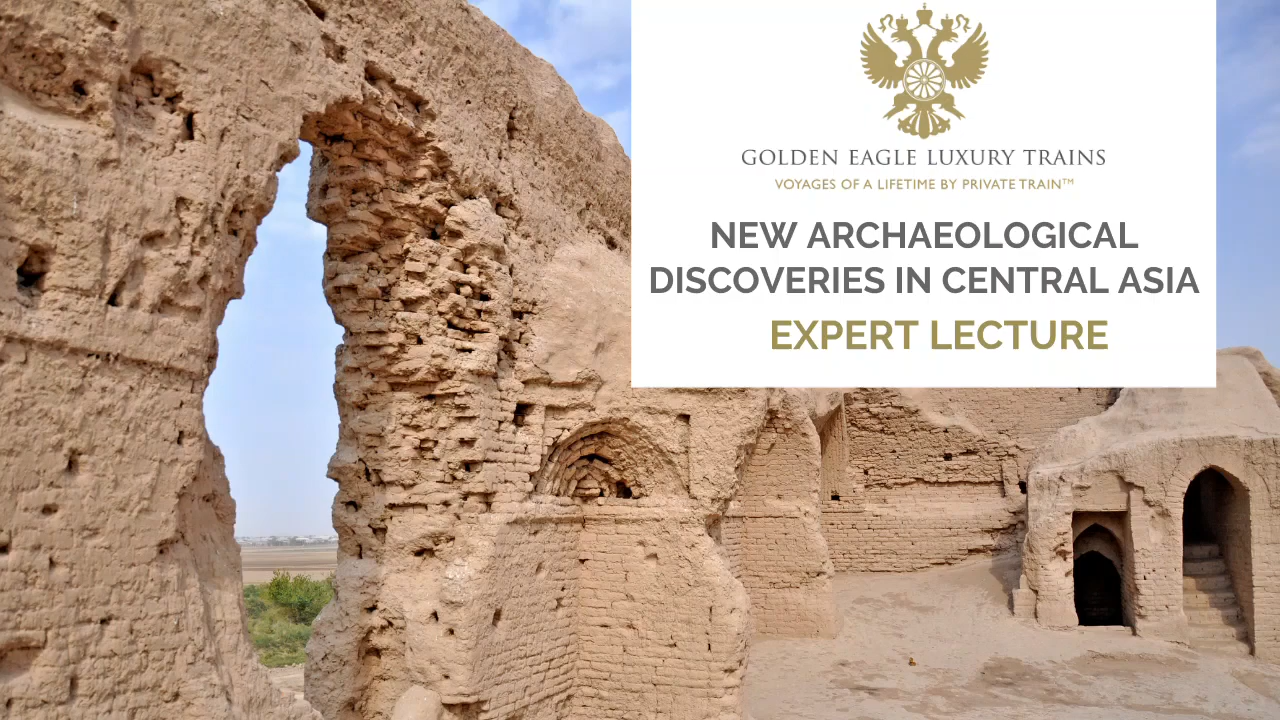 GOLDEN EAGLE LUXURY TRAINS
VOYAGES OF A LIFETIME BY PRIVATE TRAIN™
NEW ARCHAEOLOGICAL
DISCOVERIES IN CENTRAL ASIA
EXPERT LECTURE